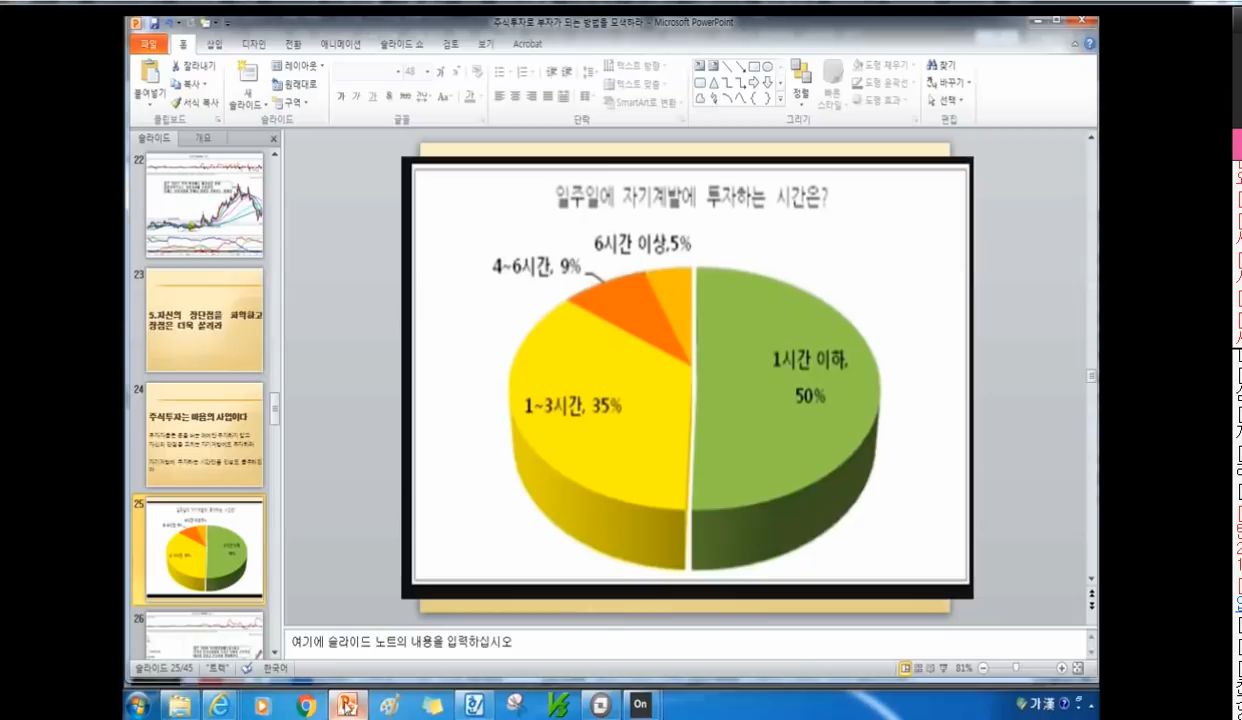 주식투자로 부자가 되는 방법을 모색하라 - Microsoft PowerPoint
파일 홈 삽입 디자인 전환 애니메이션 슬라이드 쇼 검토 보기 Acrobat
잘라내기
복사
서식 복사
붙여넣기
클립보드
새
슬라이드
레이아웃
원래대로
구역
슬라이드
48
글꼴
텍스트 방향
텍스트 맞춤
SmartArt로 변환
단락
정렬
빠른
스타일
도형 채우기
도형 윤곽선
도형 효과
그리기
찾기
바꾸기
선택
편집
슬라이드 개요
22
23
5.자신의 장단점을 파악하고
장점은 더욱 살려라
24
주식투자는 마음의 사업이다
25
26
일주일에 자기계발에 투자하는 시간은?
6시간 이상,5%
4~6시간, 9%
1시간 이하,
50%
1~3시간, 35%
여기에 슬라이드 노트의 내용을 입력하십시오
슬라이드 25/45 "트랙" 한국어
81%
On
가 漢